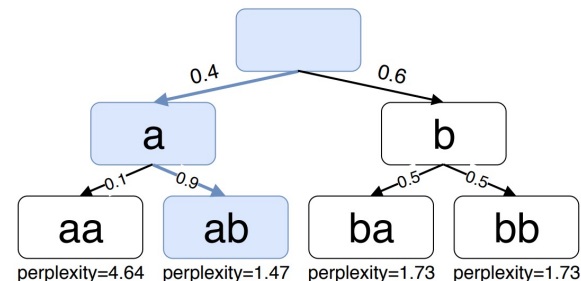 0.4 0.6
a b
0.1 0.9 0.5 0.5
aa ab ba bb
perplexity=4.64 perplexity=1.47 perplexity=1.73 perplexity=1.73